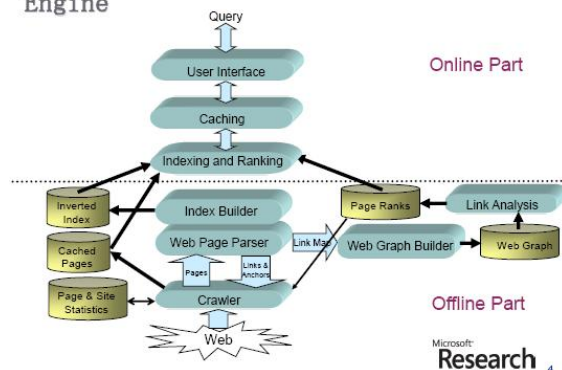 Engine
Query
User Interface
Online Part
Caching
Indexing and Ranking
Inverted
Index
Index Builder
Page Ranks
Link Analysis
Cached
Pages
Web Page Parser
Link Map
Web Graph Builder
Web Graph
Pages
Links &
Anchors
Page & Site
Statistics
Crawler
Offline Part
Web
Microsoft
Research
4